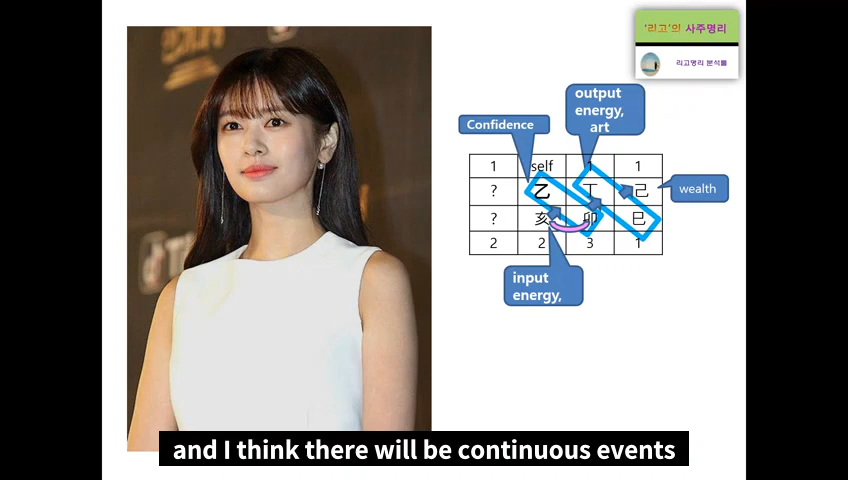 '리고'의 사주명리
리고명리 분석툴
output
energy,
art
Confidence
1 self 1 1
? 乙 丁 己
wealth
? 亥 卯 巳
2 2 3 1
input
energy,
and I think there will be continuous events